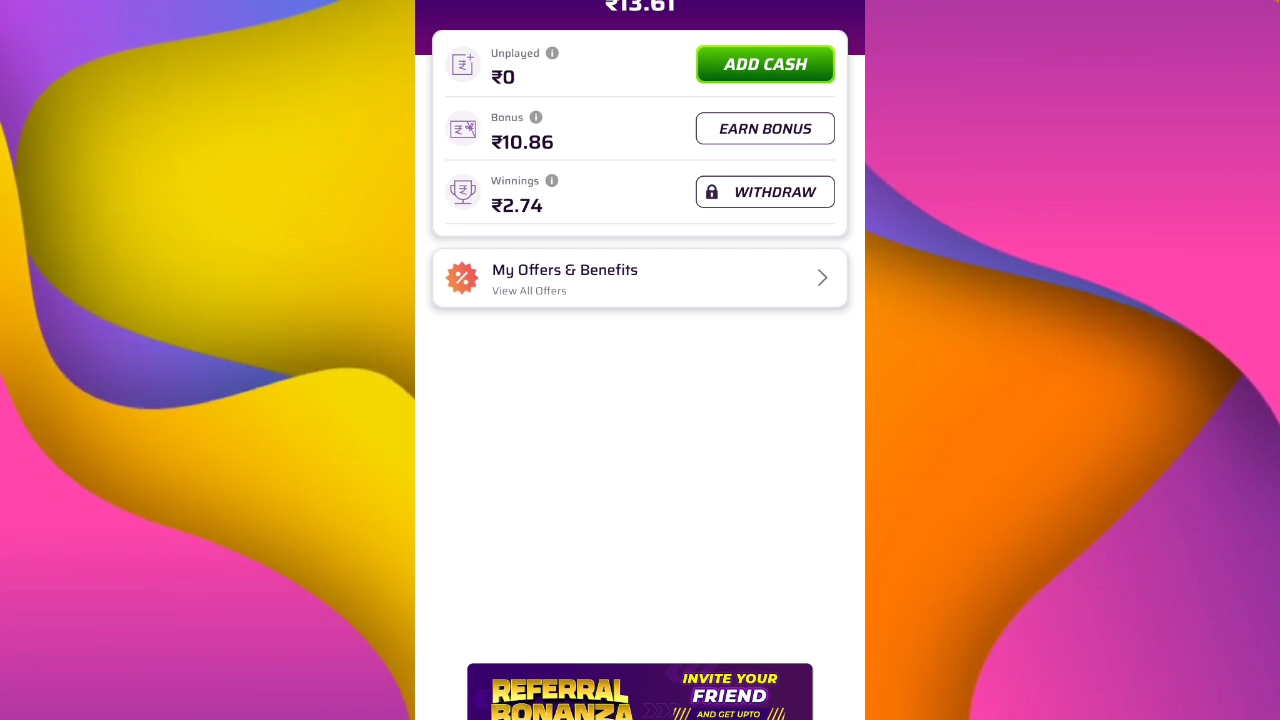 ₹13.61
Unplayed
₹0
ADD CASH
Bonus
₹10.86
EARN BONUS
Winnings
₹2.74
WITHDRAW
My Offers & Benefits
View All Offers
REFERRAL
BONANZA
INVITE YOUR
FRIEND
AND GET UPTO